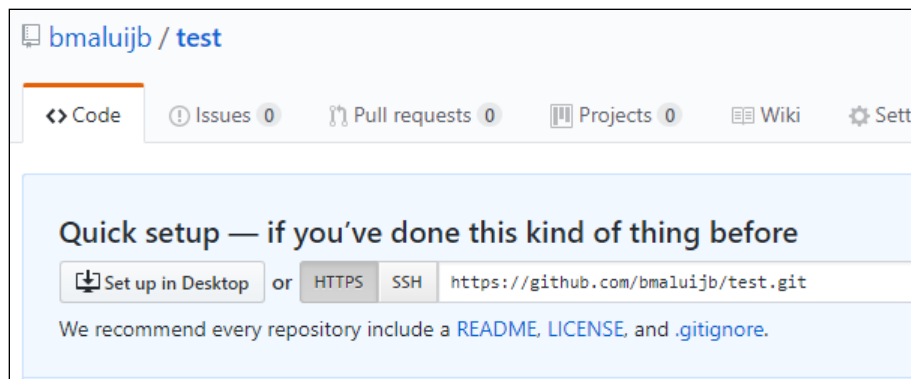 bmaluijb / test
<> Code Issues 0 Pull requests 0 Projects 0 Wiki Sett
Quick setup — if you've done this kind of thing before
Set up in Desktop or HTTPS SSH https://github.com/bmaluijb/test.git
We recommend every repository include a README, LICENSE, and .gitignore.